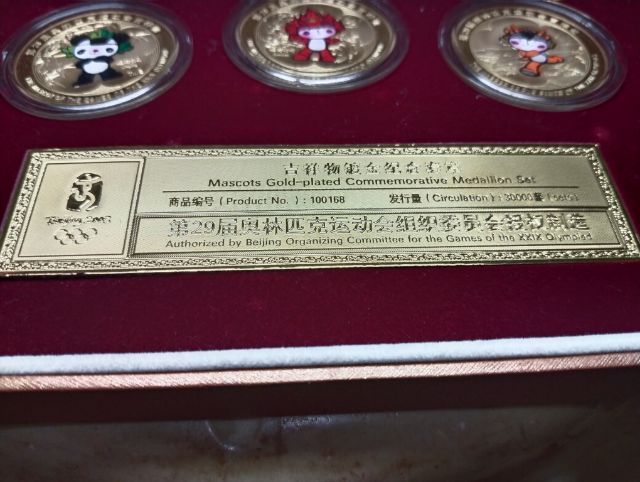 吉祥物镀金纪念章套
Mascots Gold-plated Commemorative Medallion Set
商品编号（Product No.）：100168 发行量（Circulation）：30000套（sets）
Beijing 2008
第29届奥林匹克运动会组织委员会授权制造
Authorized by Beijing Organizing Committee for the Games of the XXIX Olympiad